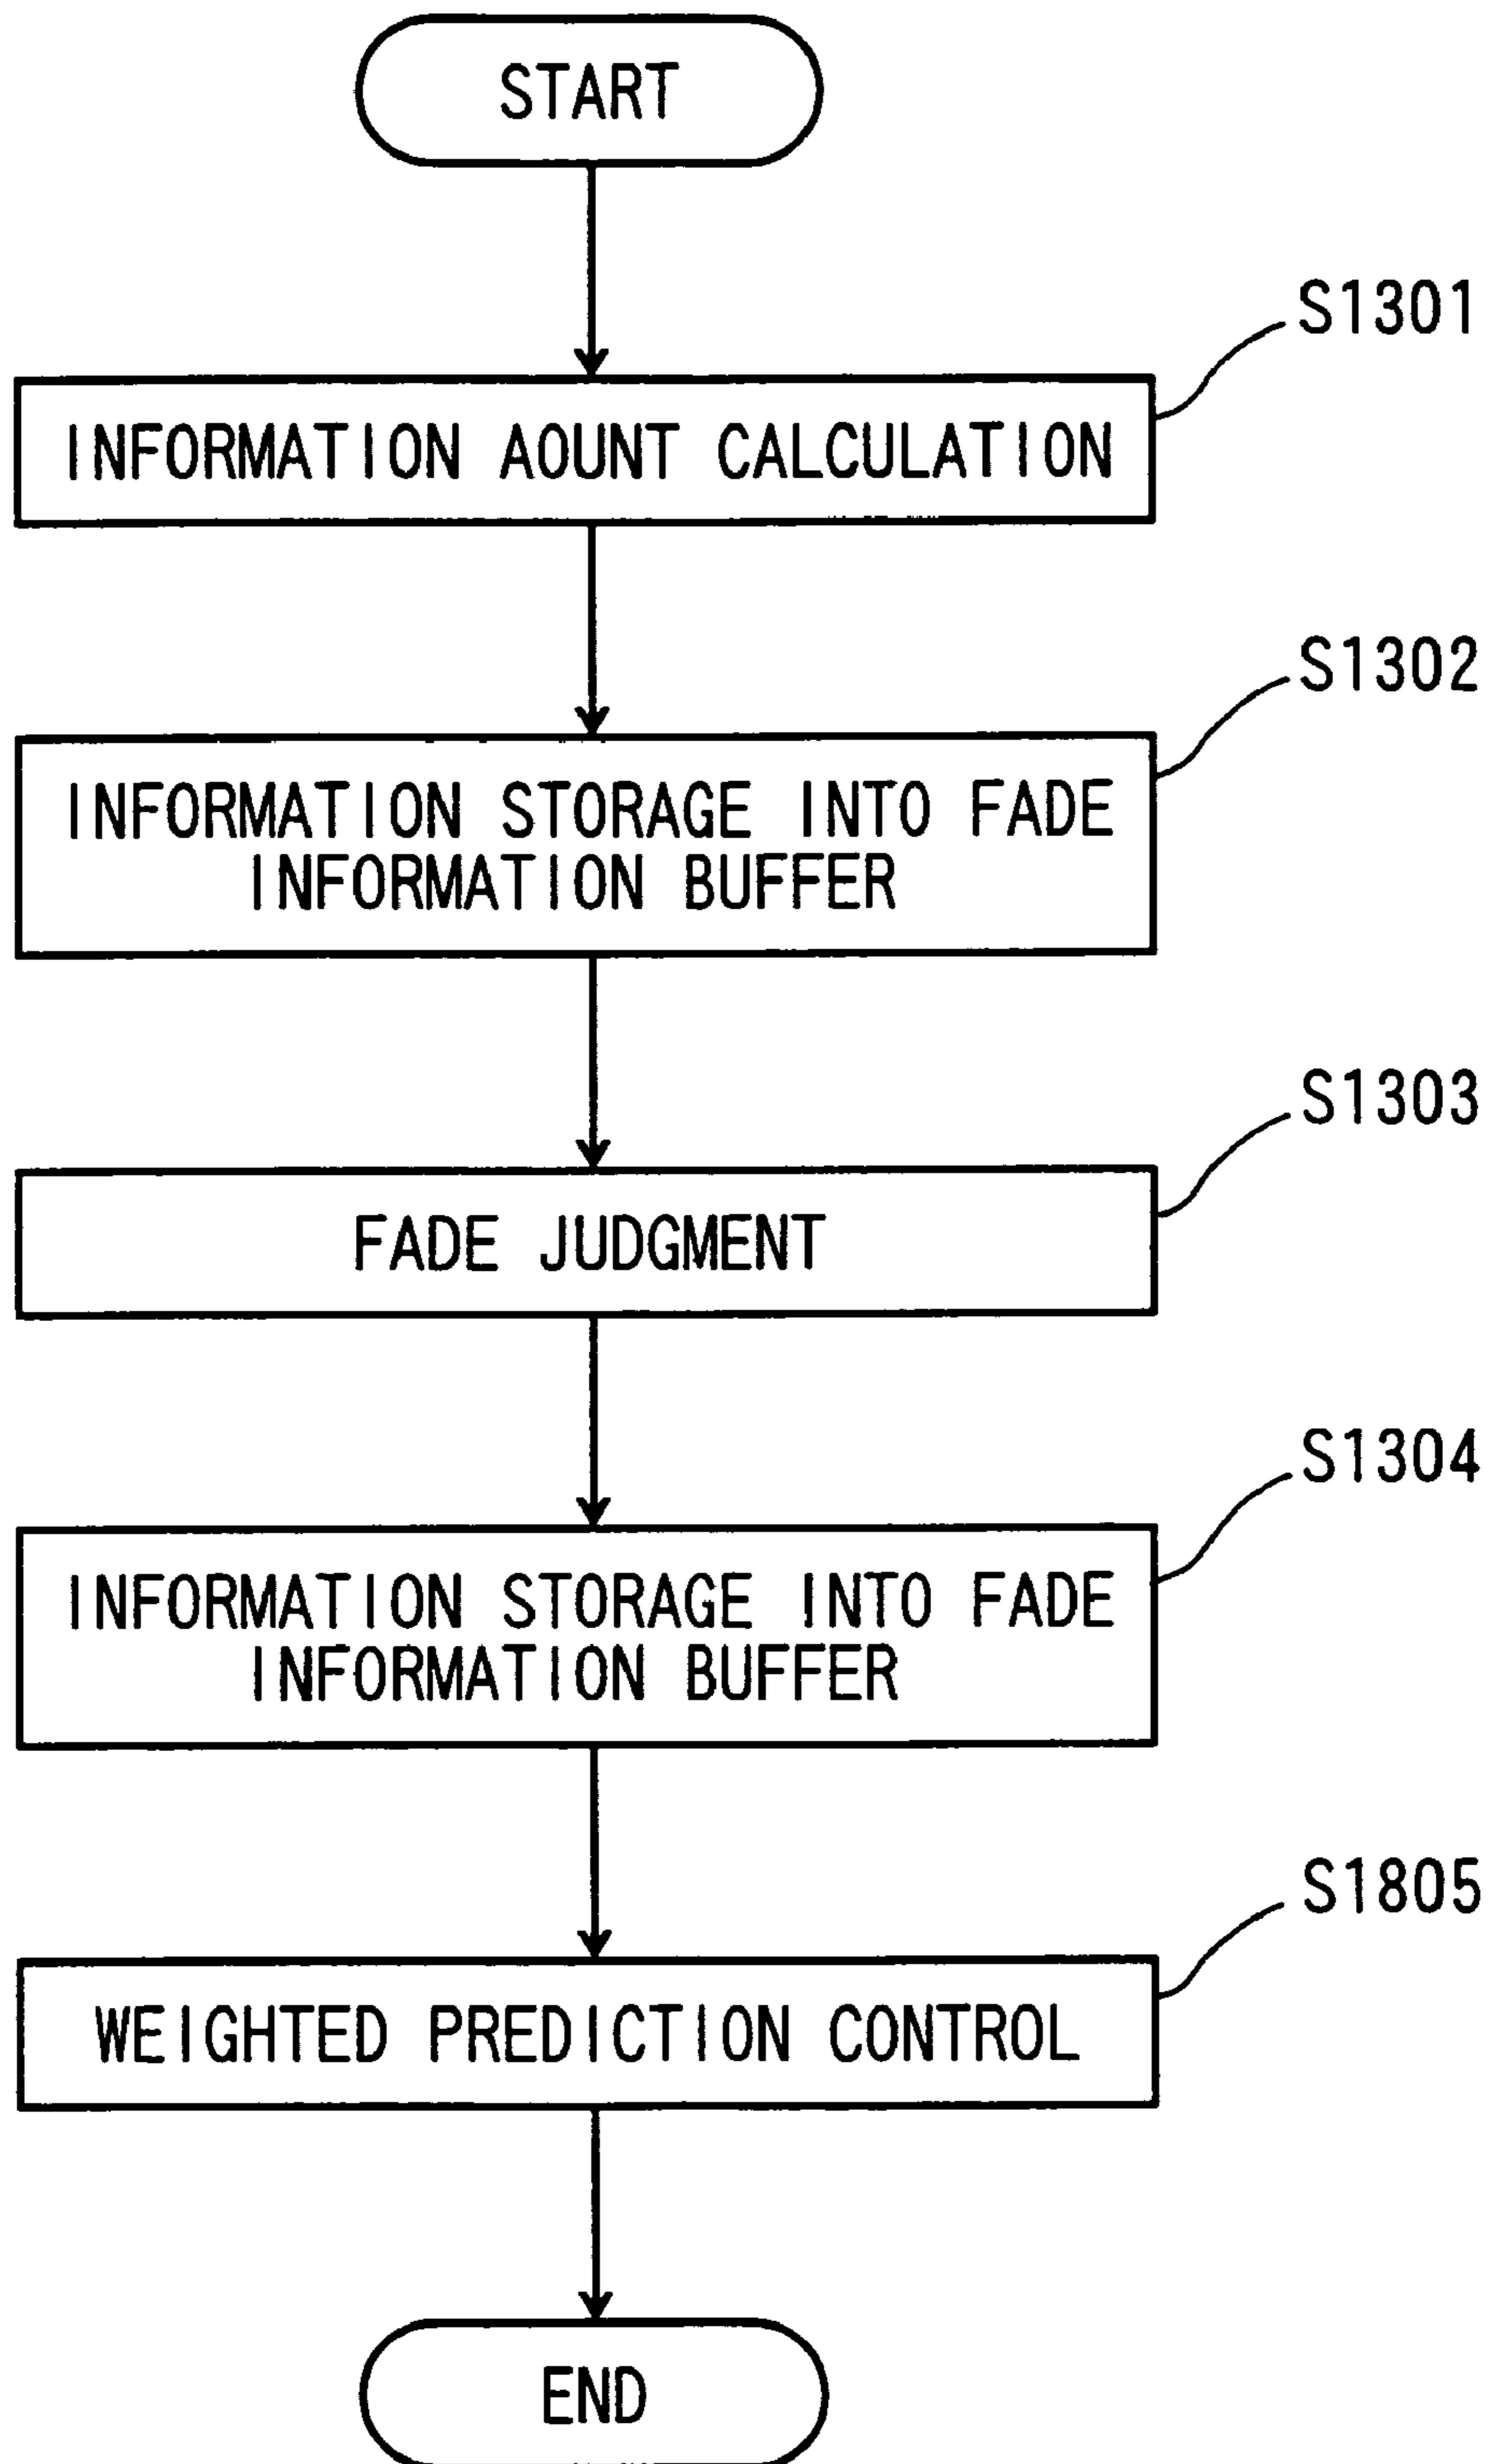 START
S1301
INFORMATION AOUNT CALCULATION
S1302
INFORMATION STORAGE INTO FADE
INFORMATION BUFFER
S1303
FADE JUDGMENT
S1304
INFORMATION STORAGE INTO FADE
INFORMATION BUFFER
S1805
WEIGHTED PREDICTION CONTROL
END